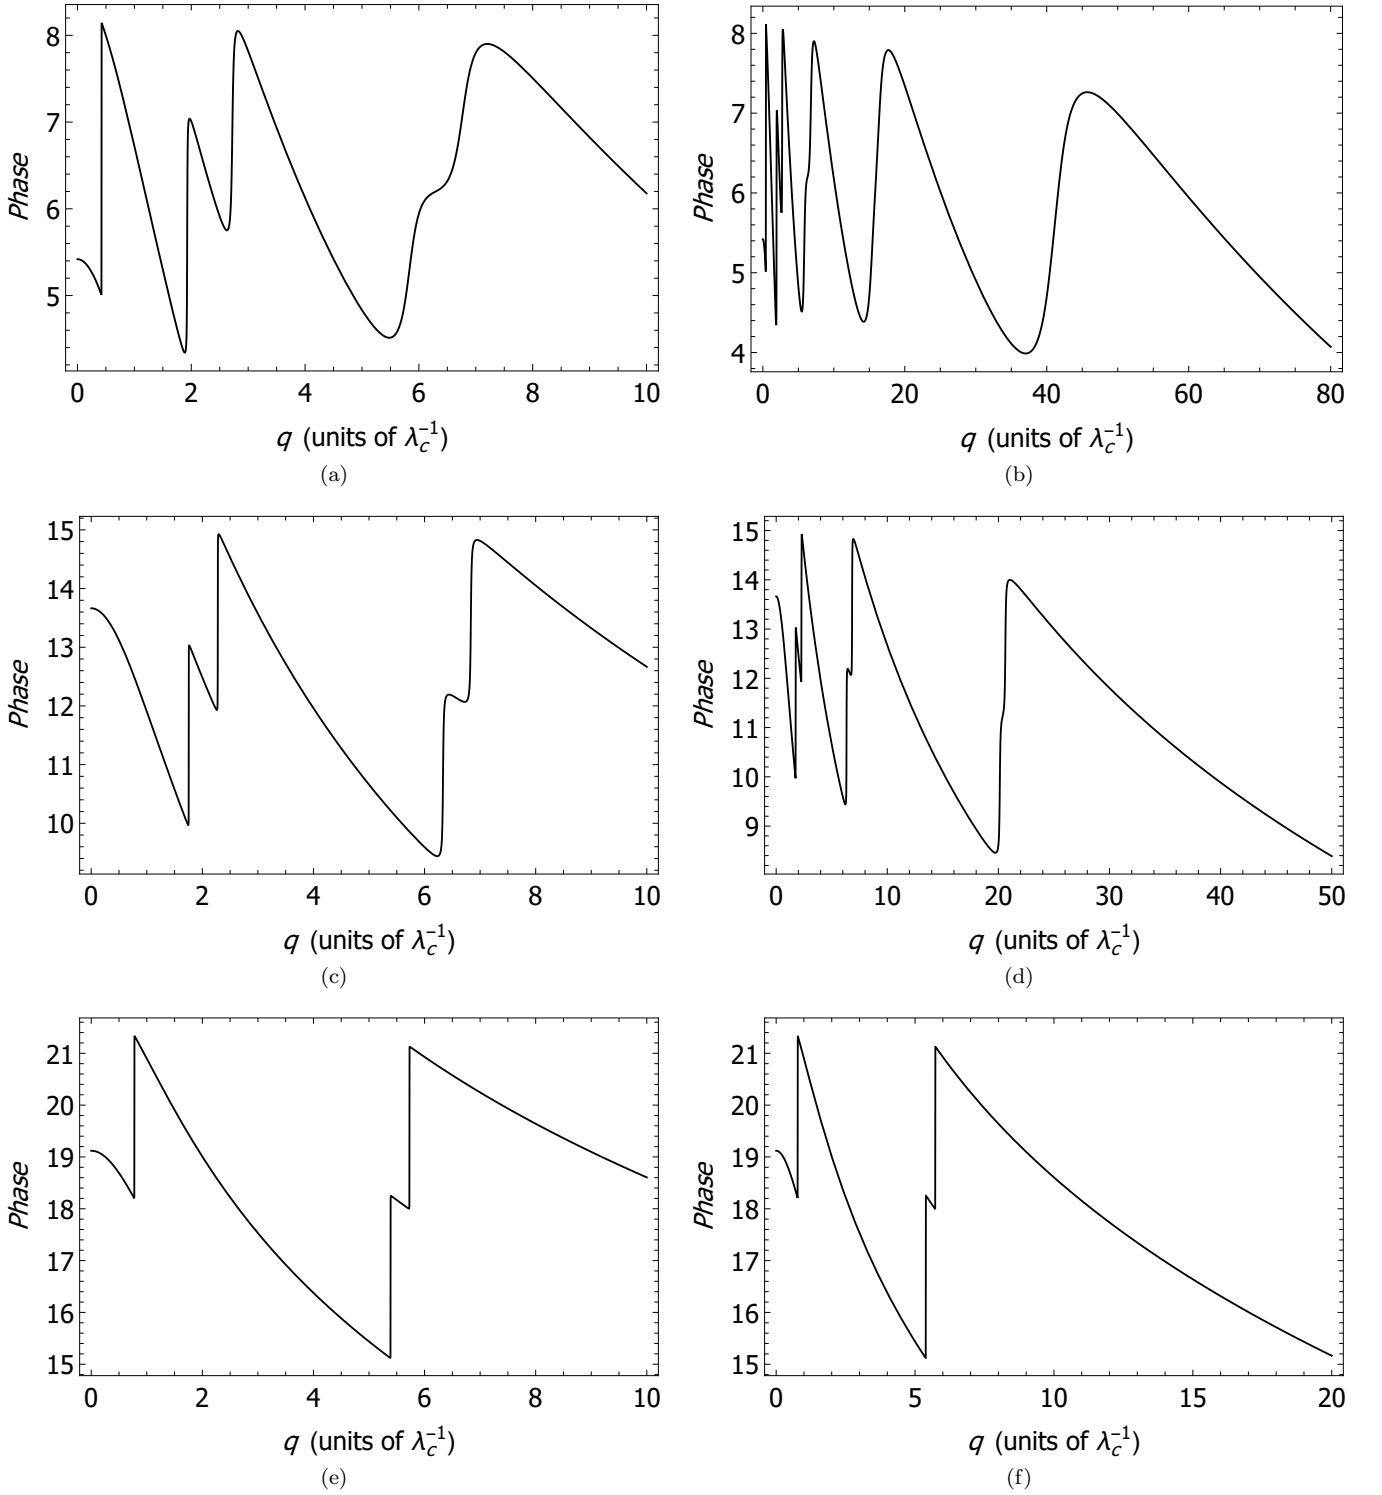 8
7
6
5
Phase
0 2 4 6 8 10
q (units of λc⁻¹)
(a)
8
7
6
5
4
Phase
0 20 40 60 80
q (units of λc⁻¹)
(b)
15
14
13
12
11
10
Phase
0 2 4 6 8 10
q (units of λc⁻¹)
(c)
15
14
13
12
11
10
9
Phase
0 10 20 30 40 50
q (units of λc⁻¹)
(d)
21
20
19
18
17
16
15
Phase
0 2 4 6 8 10
q (units of λc⁻¹)
(e)
21
20
19
18
17
16
15
Phase
0 5 10 15 20
q (units of λc⁻¹)
(f)